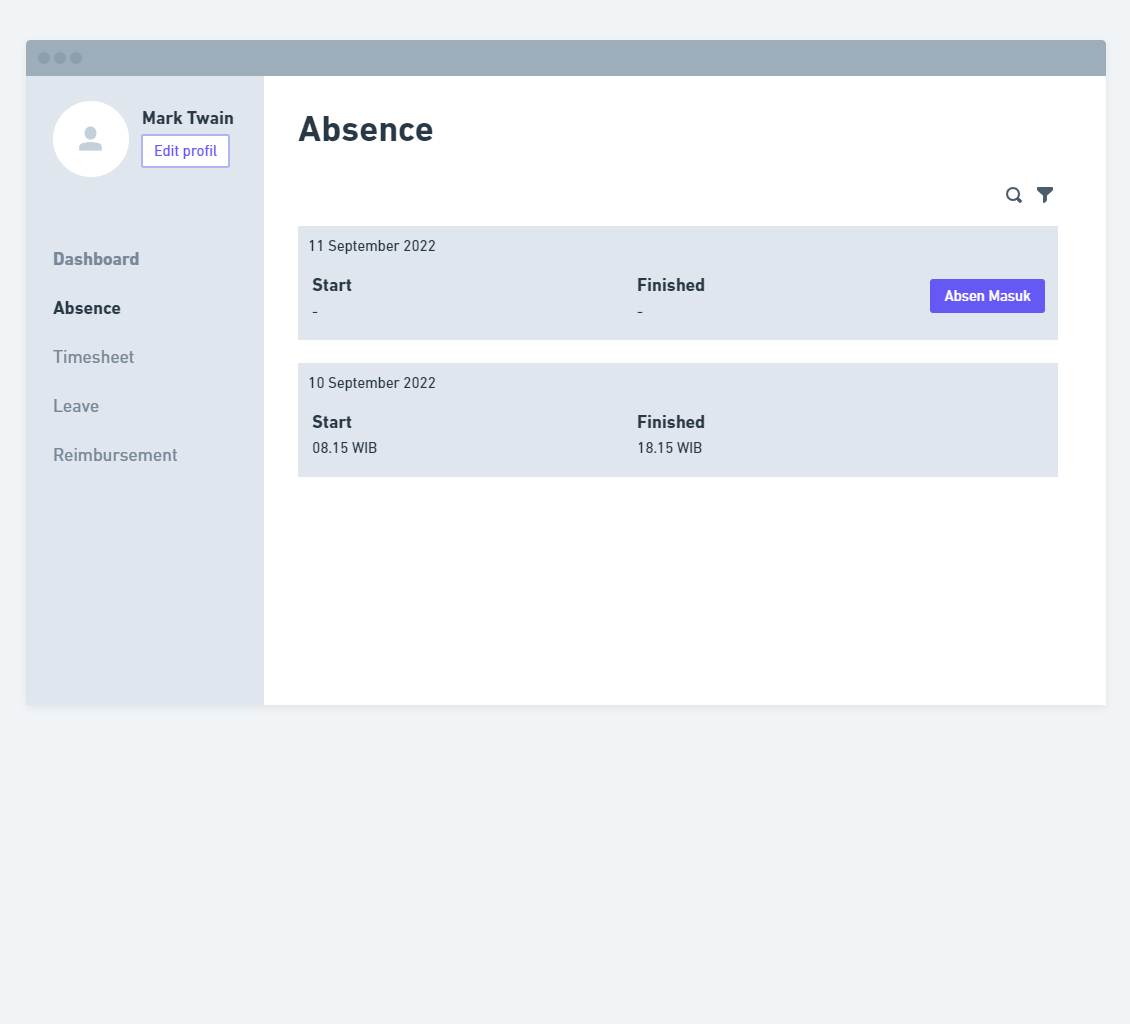 Mark Twain
Edit profil
Dashboard
Absence
Timesheet
Leave
Reimbursement
Absence
11 September 2022
Start
Finished
-
-
Absen Masuk
10 September 2022
Start
Finished
08.15 WIB
18.15 WIB